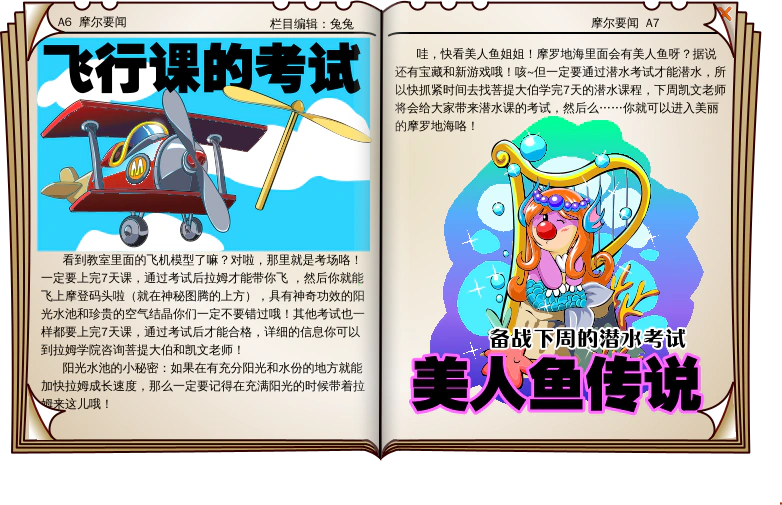 A6 摩尔要闻
栏目编辑：兔兔
飞行课的考试
M
看到教室里面的飞机模型了嘛？对啦，那里就是考场咯！
一定要上完7天课，通过考试后拉姆才能带你飞 ，然后你就能
飞上摩登码头啦（就在神秘图腾的上方），具有神奇功效的阳
光水池和珍贵的空气结晶你们一定不要错过哦！其他考试也一
样都要上完7天课，通过考试后才能合格，详细的信息你可以
到拉姆学院咨询菩提大伯和凯文老师！
阳光水池的小秘密：如果在有充分阳光和水份的地方就能
加快拉姆成长速度，那么一定要记得在充满阳光的时候带着拉
姆来这儿哦！
摩尔要闻 A7
哇，快看美人鱼姐姐！摩罗地海里面会有美人鱼呀？据说
还有宝藏和新游戏哦！咳~但一定要通过潜水考试才能潜水，所
以快抓紧时间去找菩提大伯学完7天的潜水课程，下周凯文老师
将会给大家带来潜水课的考试，然后么……你就可以进入美丽
的摩罗地海咯！
备战下周的潜水考试
美人鱼传说